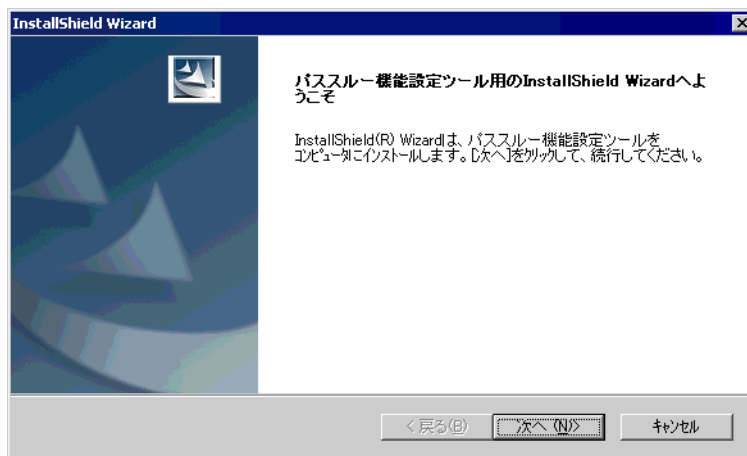 InstallShield Wizard
パススルー機能設定ツール用のInstallShield Wizardへよ
うこそ
InstallShield(R) Wizardは、パススルー機能設定ツールを
コンピュータにインストールします。[次へ]をクリックして、続行してください。
< 戻る(B)
次へ (N)>
キャンセル